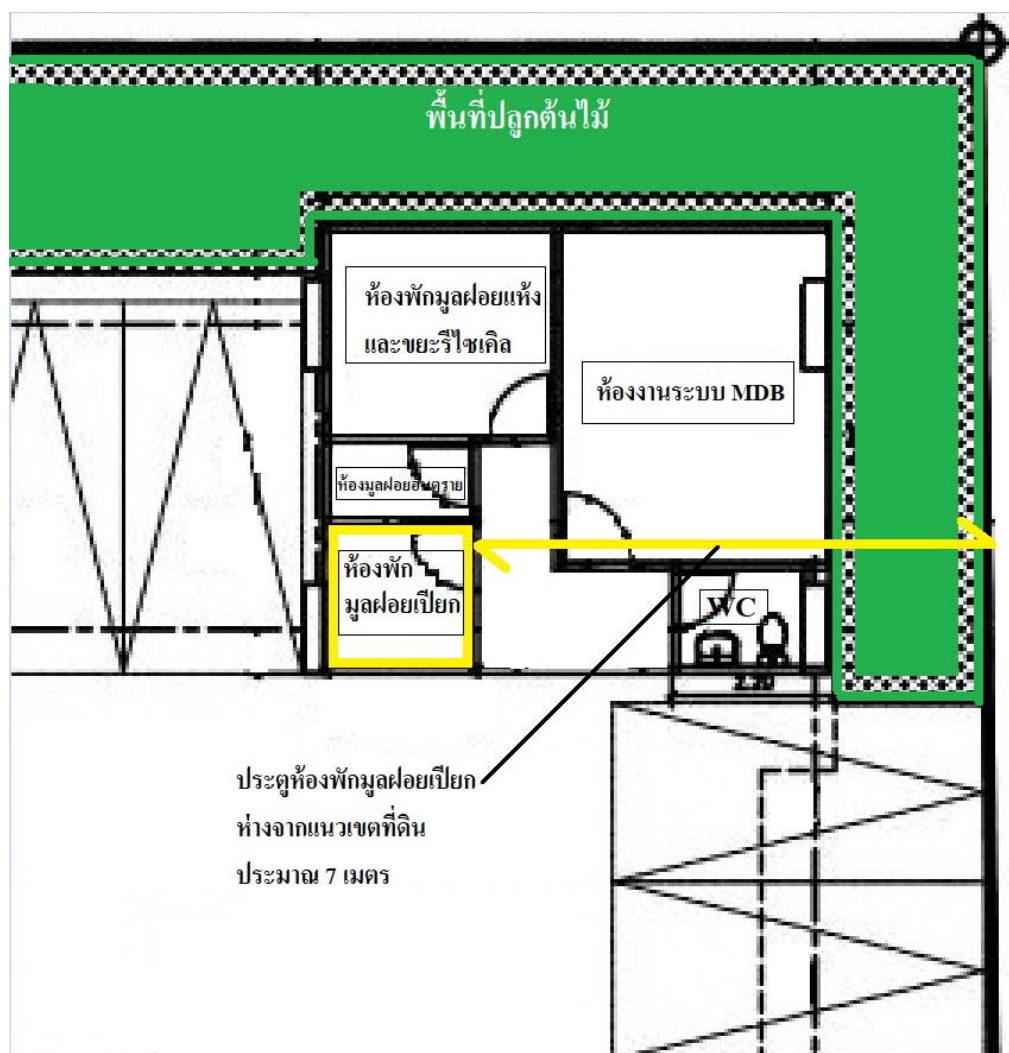 พื้นที่ปลูกต้นไม้
ห้องพักมูลฝอยแห้ง
และขยะรีไซเคิล
ห้องงานระบบ MDB
ห้องมูลฝอยอันตราย
ห้องพัก
มูลฝอยเปียก
WC
2.20
ประตูห้องพักมูลฝอยเปียก
ห่างจากแนวเขตที่ดิน
ประมาณ 7 เมตร